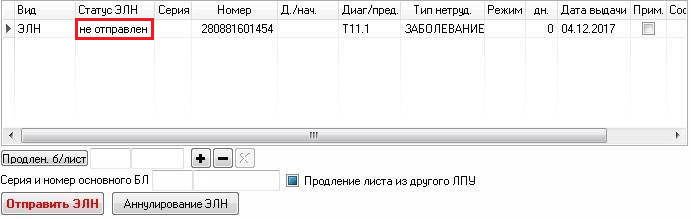 Вид Статус ЭЛН Серия Номер Д./нач. Диаг/пред. Тип нетруд. Режим дн. Дата выдачи Прим. Сос
ЭЛН не отправлен 280881601454 T11.1 ЗАБОЛЕВАНИЕ 0 04.12.2017
Продлен. б/лист
Серия и номер основного БЛ Продление листа из другого ЛПУ
Отправить ЭЛН Аннулирование ЭЛН